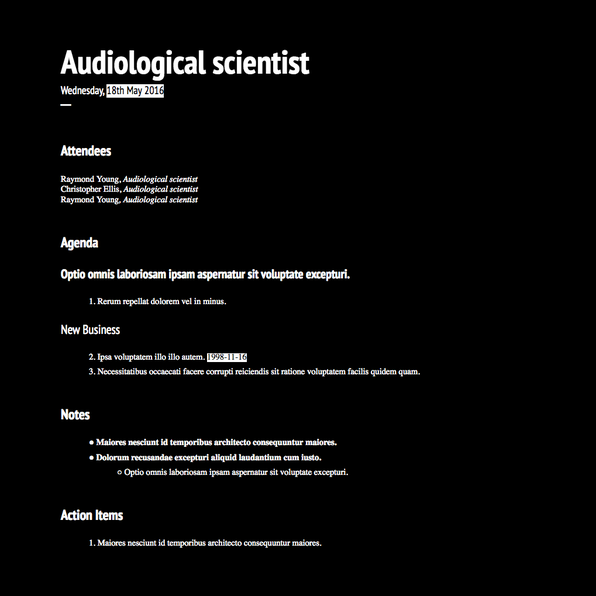 Audiological scientist
Wednesday, 18th May 2016
Attendees
Raymond Young, Audiological scientist
Christopher Ellis, Audiological scientist
Raymond Young, Audiological scientist
Agenda
Optio omnis laboriosam ipsam aspernatur sit voluptate excepturi.
1. Rerum repellat dolorem vel in minus.
New Business
2. Ipsa voluptatem illo illo autem. 1998-11-16
3. Necessitatibus occaecati facere corrupti reiciendis sit ratione voluptatem facilis quidem quam.
Notes
● Maiores nesciunt id temporibus architecto consequuntur maiores.
● Dolorum recusandae excepturi aliquid laudantium cum iusto.
○ Optio omnis laboriosam ipsam aspernatur sit voluptate excepturi.
Action Items
1. Maiores nesciunt id temporibus architecto consequuntur maiores.